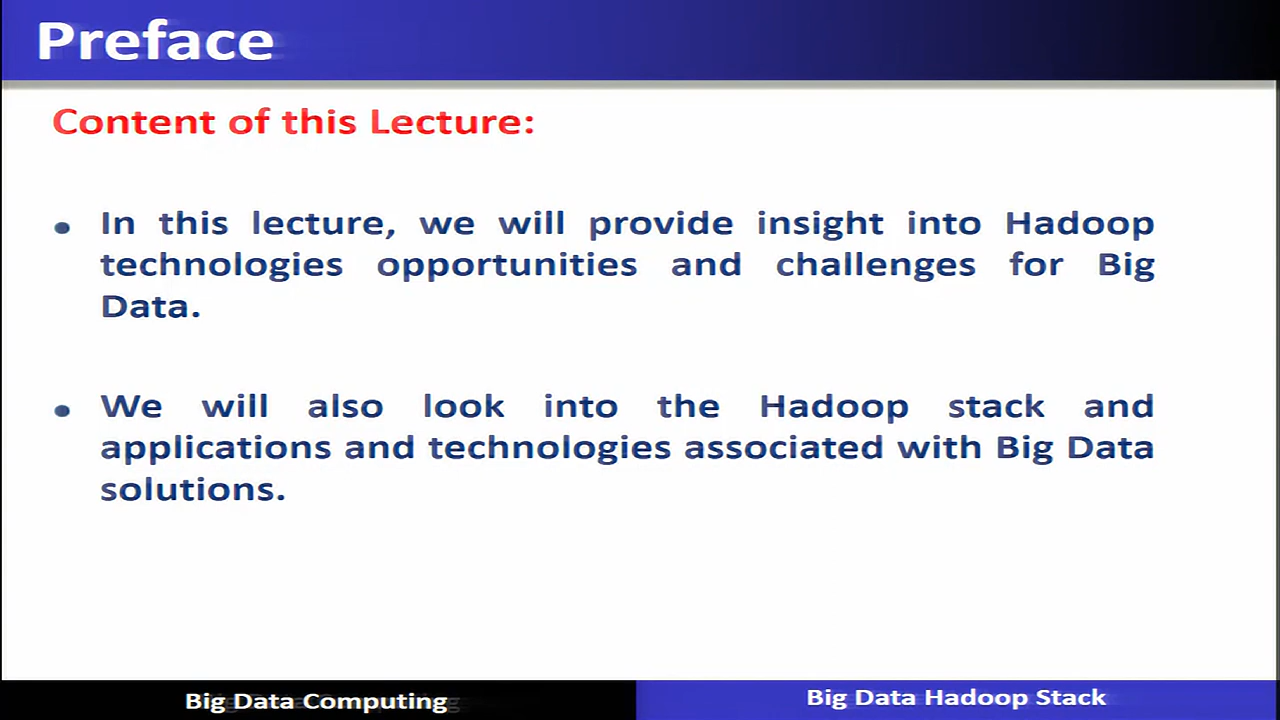 Preface
Content of this Lecture:
• In this lecture, we will provide insight into Hadoop
technologies opportunities and challenges for Big
Data.
• We will also look into the Hadoop stack and
applications and technologies associated with Big Data
solutions.
Big Data Computing
Big Data Hadoop Stack